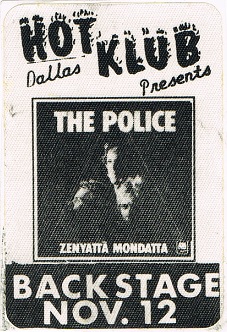 HOT KLUB
Dallas Presents
THE POLICE
ZENYATTÀ MONDATTA
BACKSTAGE
NOV. 12